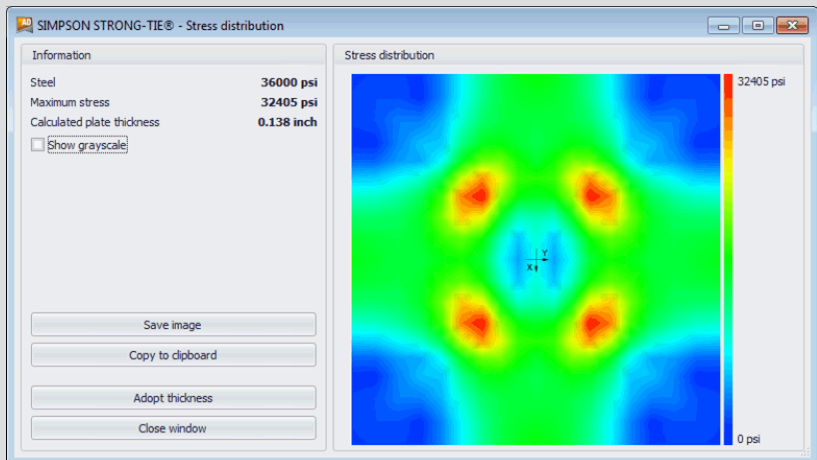 AD SIMPSON STRONG-TIE® - Stress distribution
Information
Steel 36000 psi
Maximum stress 32405 psi
Calculated plate thickness 0.138 inch
Show grayscale
Save image
Copy to clipboard
Adopt thickness
Close window
Stress distribution
32405 psi
Y
X
0 psi